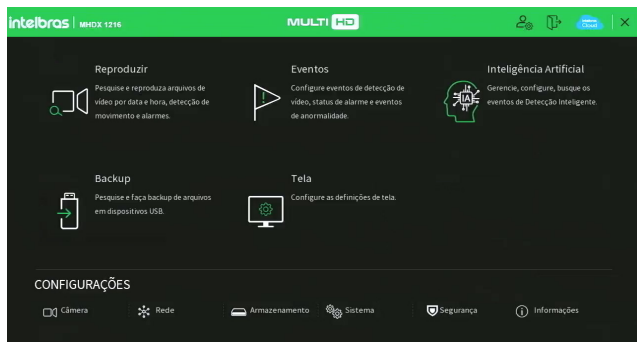 intelbras | MHDX 1216
MULTI HD
Cloud
Reproduzir
Pesquise e reproduza arquivos de
vídeo por data e hora, detecção de
movimento e alarmes.
Eventos
Configure eventos de detecção de
vídeo, status de alarme e eventos
de anormalidade.
Inteligência Artificial
Gerencie, configure, busque os
eventos de Detecção Inteligente.
IA
Backup
Pesquise e faça backup de arquivos
em dispositivos USB.
Tela
Configure as definições de tela.
CONFIGURAÇÕES
Câmera
Rede
Armazenamento
Sistema
Segurança
Informações